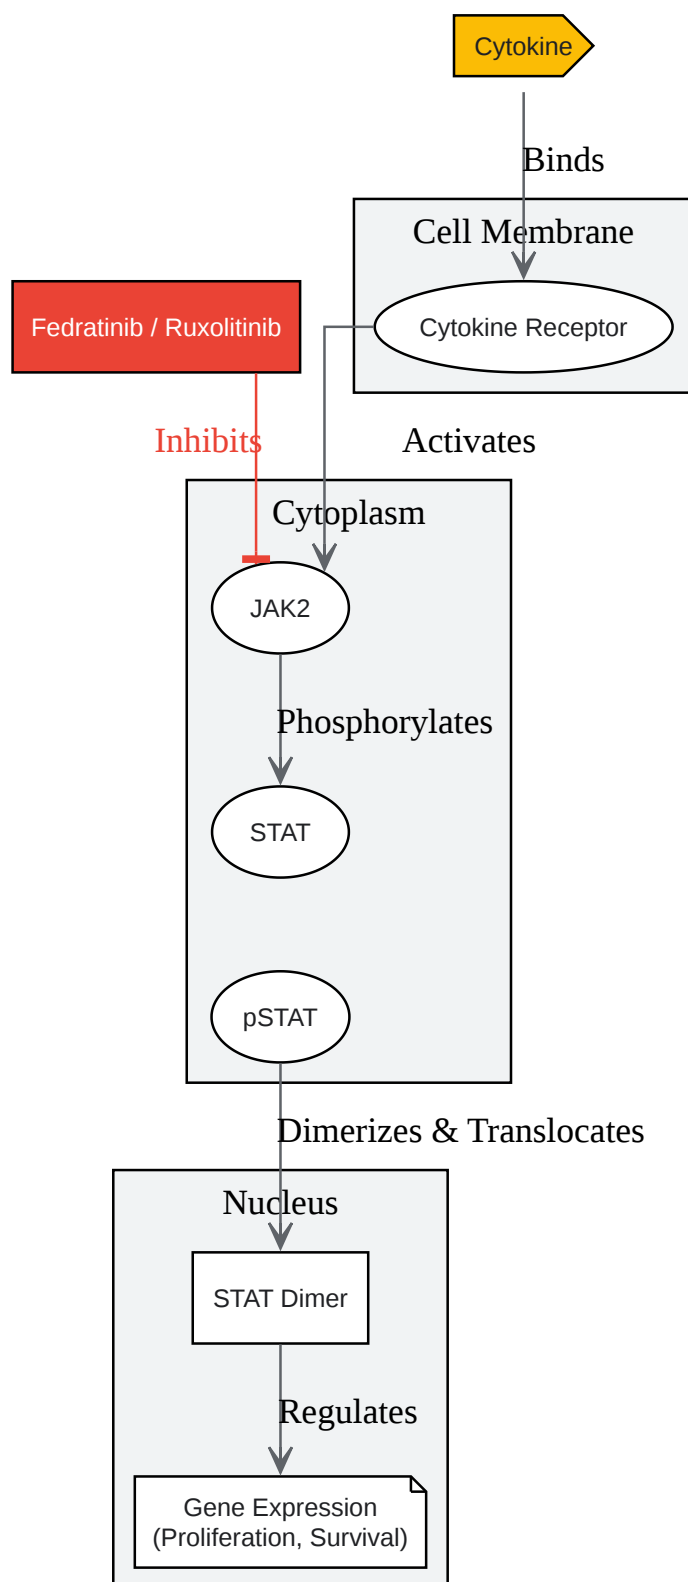 Cytokine
Binds
Cell Membrane
Fedratinib / Ruxolitinib
Cytokine Receptor
Inhibits
Activates
Cytoplasm
JAK2
Phosphorylates
STAT
pSTAT
Dimerizes & Translocates
Nucleus
STAT Dimer
Regulates
Gene Expression
(Proliferation, Survival)